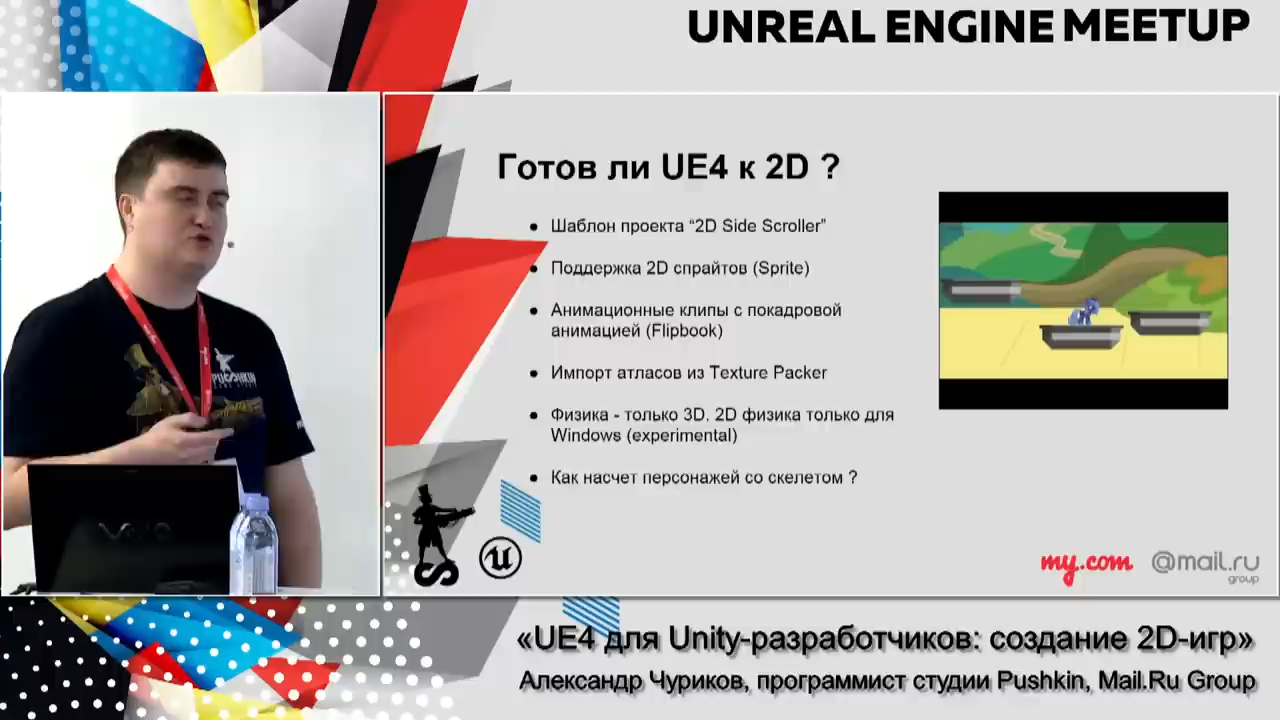 UNREAL ENGINE MEETUP
Готов ли UE4 к 2D ?
Шаблон проекта “2D Side Scroller”
Поддержка 2D спрайтов (Sprite)
Анимационные клипы с покадровой
анимацией (Flipbook)
Импорт атласов из Texture Packer
Физика - только 3D. 2D физика только для
Windows (experimental)
Как насчет персонажей со скелетом ?
PUSHKIN
VAIO
my.com @mail.ru
group
«UE4 для Unity-разработчиков: создание 2D-игр»
Александр Чуриков, программист студии Pushkin, Mail.Ru Group